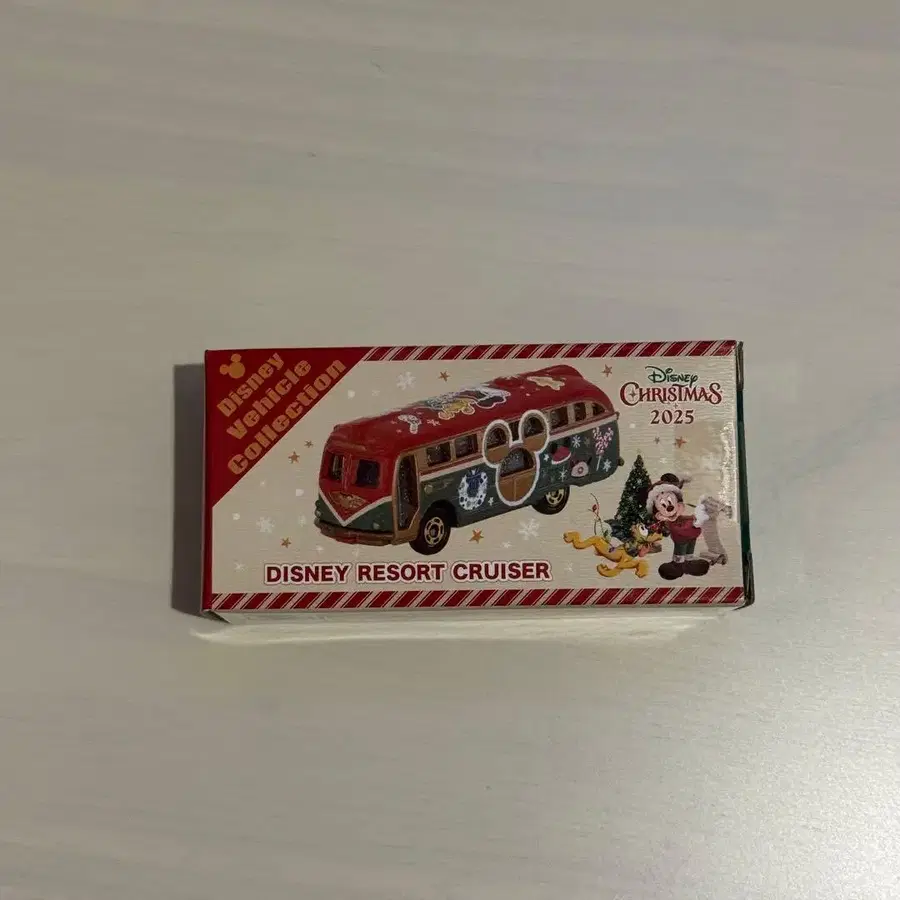 Disney
Vehicle
Collection
Disney
CHRISTMAS
2025
DISNEY RESORT CRUISER